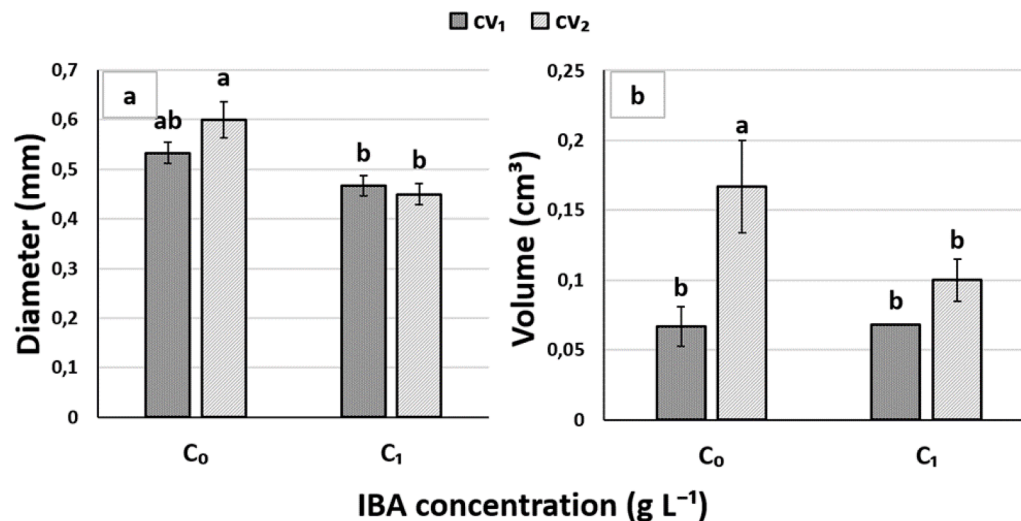 cv₁ cv₂
a
Diameter (mm)
0,7
0,6
0,5
0,4
0,3
0,2
0,1
0
ab
a
b
b
C₀
C₁
b
Volume (cm³)
0,25
0,2
0,15
0,1
0,05
0
b
a
b
b
C₀
C₁
IBA concentration (g L⁻¹)